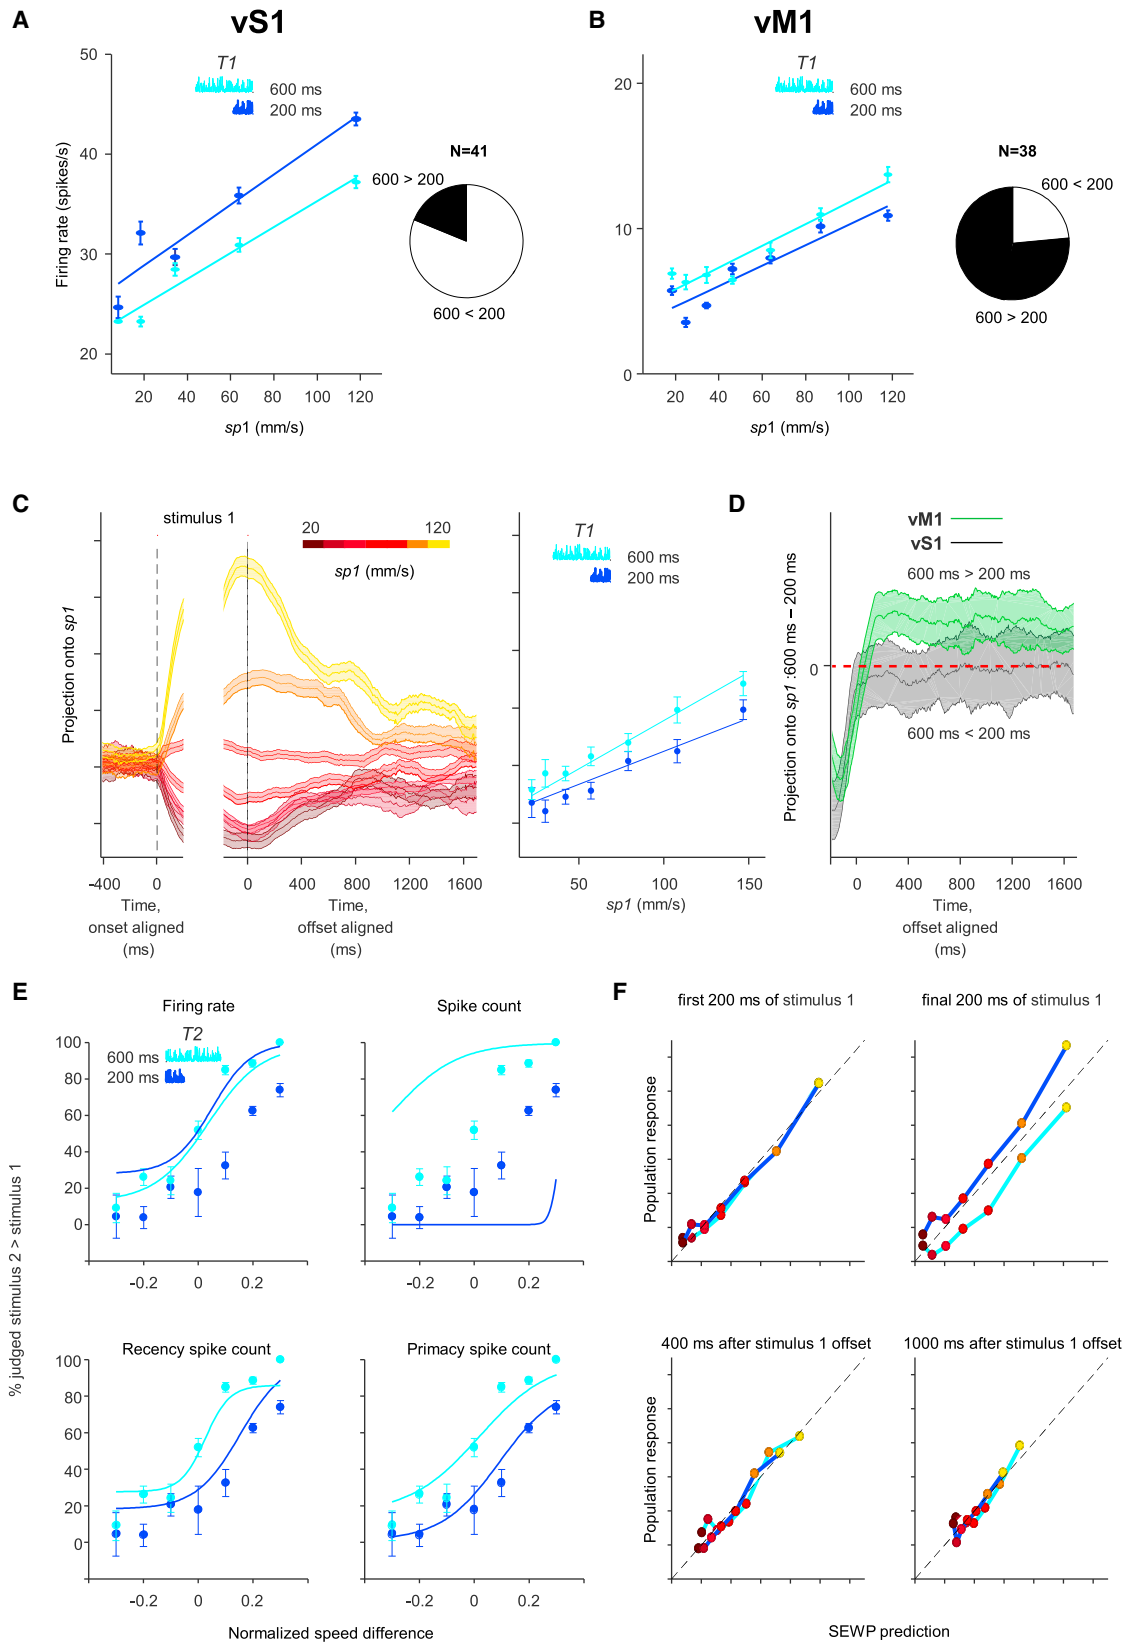 A
vS1
B
vM1
50
40
30
20
Firing rate (spikes/s)
T1
600 ms
200 ms
N=41
600 > 200
600 < 200
20 40 60 80 100 120
sp1 (mm/s)
20
10
0
T1
600 ms
200 ms
N=38
600 < 200
600 > 200
20 40 60 80 100 120
sp1 (mm/s)
C
stimulus 1
20 120
sp1 (mm/s)
Projection onto sp1
-400 0
Time,
onset aligned
(ms)
0 400 800 1200 1600
Time,
offset aligned
(ms)
T1
600 ms
200 ms
50 100 150
sp1 (mm/s)
D
vM1
vS1
600 ms > 200 ms
600 ms < 200 ms
Projection onto sp1 :600 ms – 200 ms
0
0 400 800 1200 1600
Time,
offset aligned
(ms)
E
% judged stimulus 2 > stimulus 1
Firing rate
T2
600 ms
200 ms
100
80
60
40
20
0
-0.2 0 0.2
Spike count
-0.2 0 0.2
Recency spike count
100
80
60
40
20
0
-0.2 0 0.2
Primacy spike count
-0.2 0 0.2
Normalized speed difference
F
first 200 ms of stimulus 1
final 200 ms of stimulus 1
Population response
400 ms after stimulus 1 offset
1000 ms after stimulus 1 offset
Population response
SEWP prediction